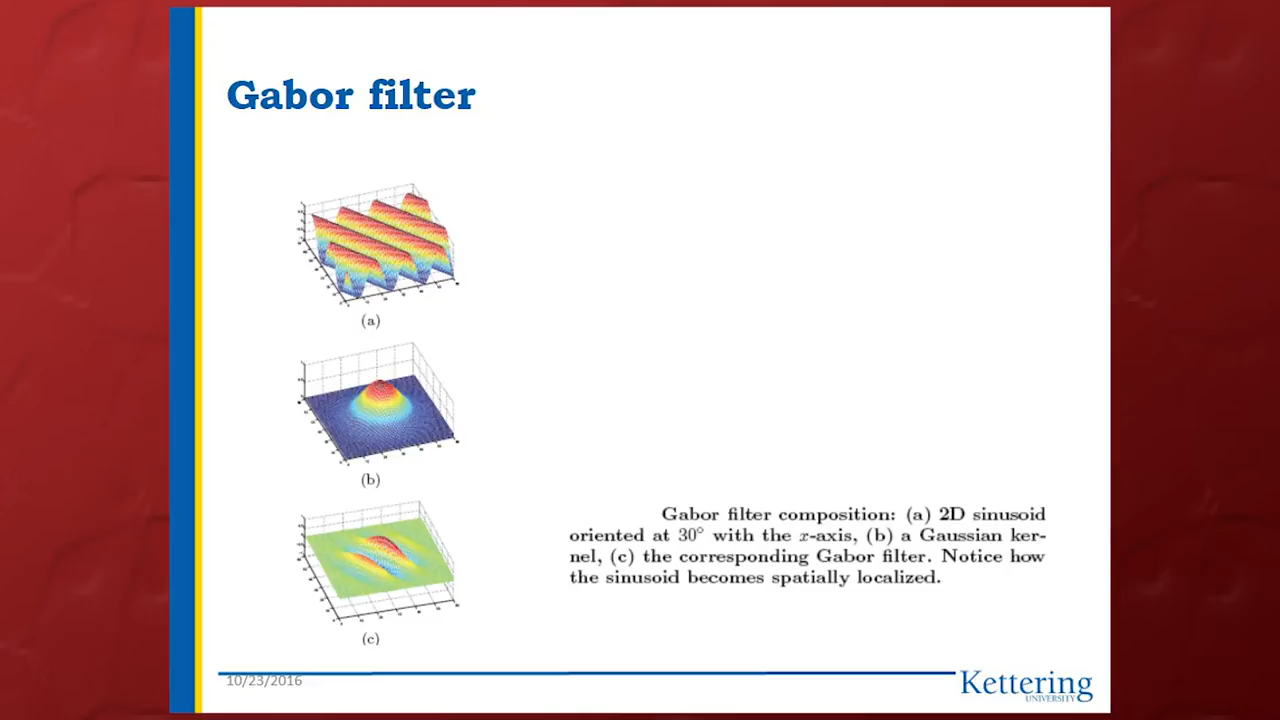 Gabor filter
(a)
(b)
(c)
Gabor filter composition: (a) 2D sinusoid
oriented at 30° with the x-axis, (b) a Gaussian ker-
nel, (c) the corresponding Gabor filter. Notice how
the sinusoid becomes spatially localized.
10/23/2016
Kettering
UNIVERSITY